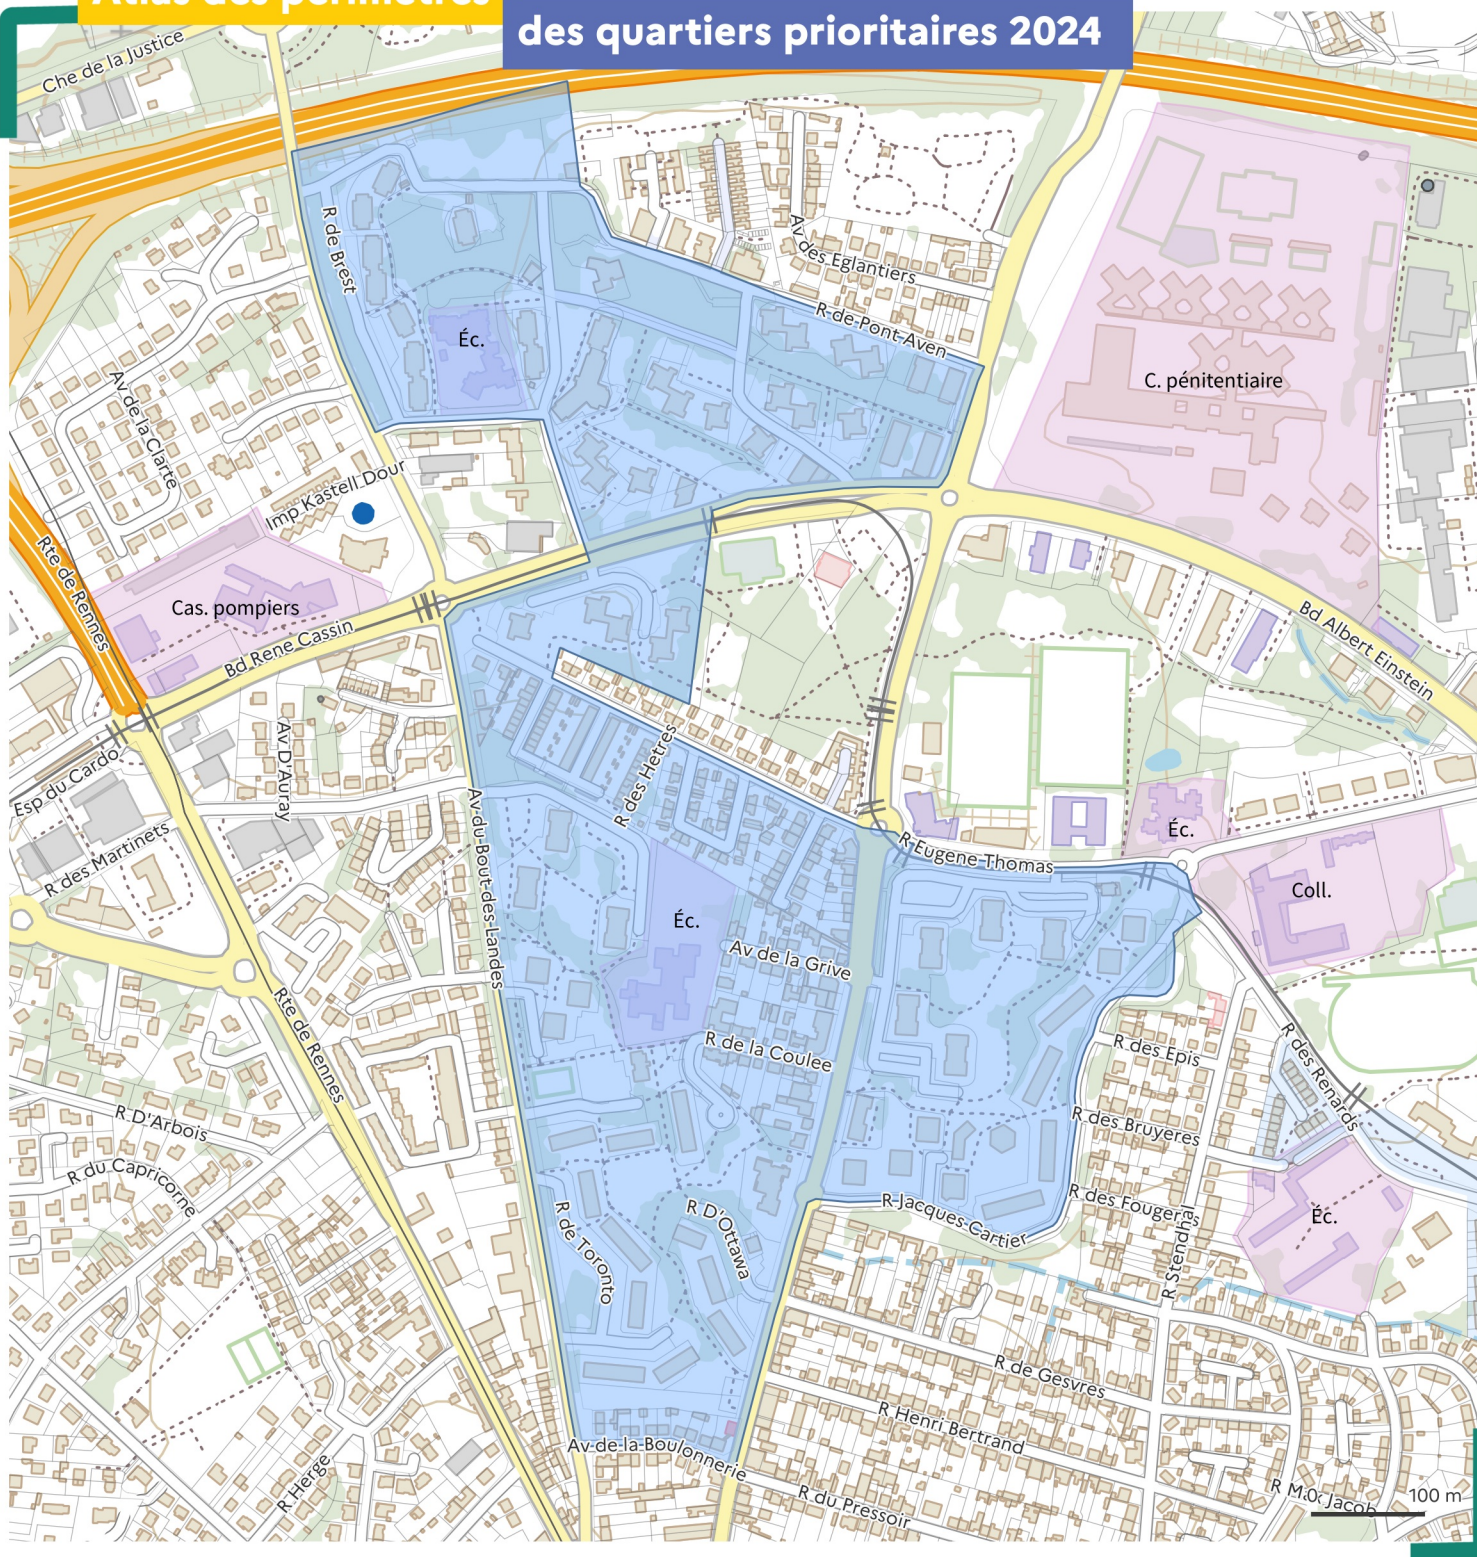 Atlas des périmètres
des quartiers prioritaires 2024
Che de la Justice
R de Brest
Av des Eglantiers
R de Pont Aven
Éc.
C. pénitentiaire
Av de la Clarte
Imp Kastell Dour
Rte de Rennes
Cas. pompiers
Bd Rene Cassin
Bd Albert Einstein
Av D'Auray
Esp du Cardo
R des Martinets
R des Hetres
Av du Bout des Landes
R Eugene Thomas
Éc.
Coll.
Éc.
Av de la Grive
R de la Coulee
Rte de Rennes
R des Epis
R des Renards
R des Bruyeres
R D'Arbois
R du Capricorne
R des Fougeres
R Jacques Cartier
R Stendhal
Éc.
R de Toronto
R D'Ottawa
R de Gesvres
R Henri Bertrand
Av de la Boulonnerie
R Herge
R du Pressoir
R Max Jacob
0
100 m